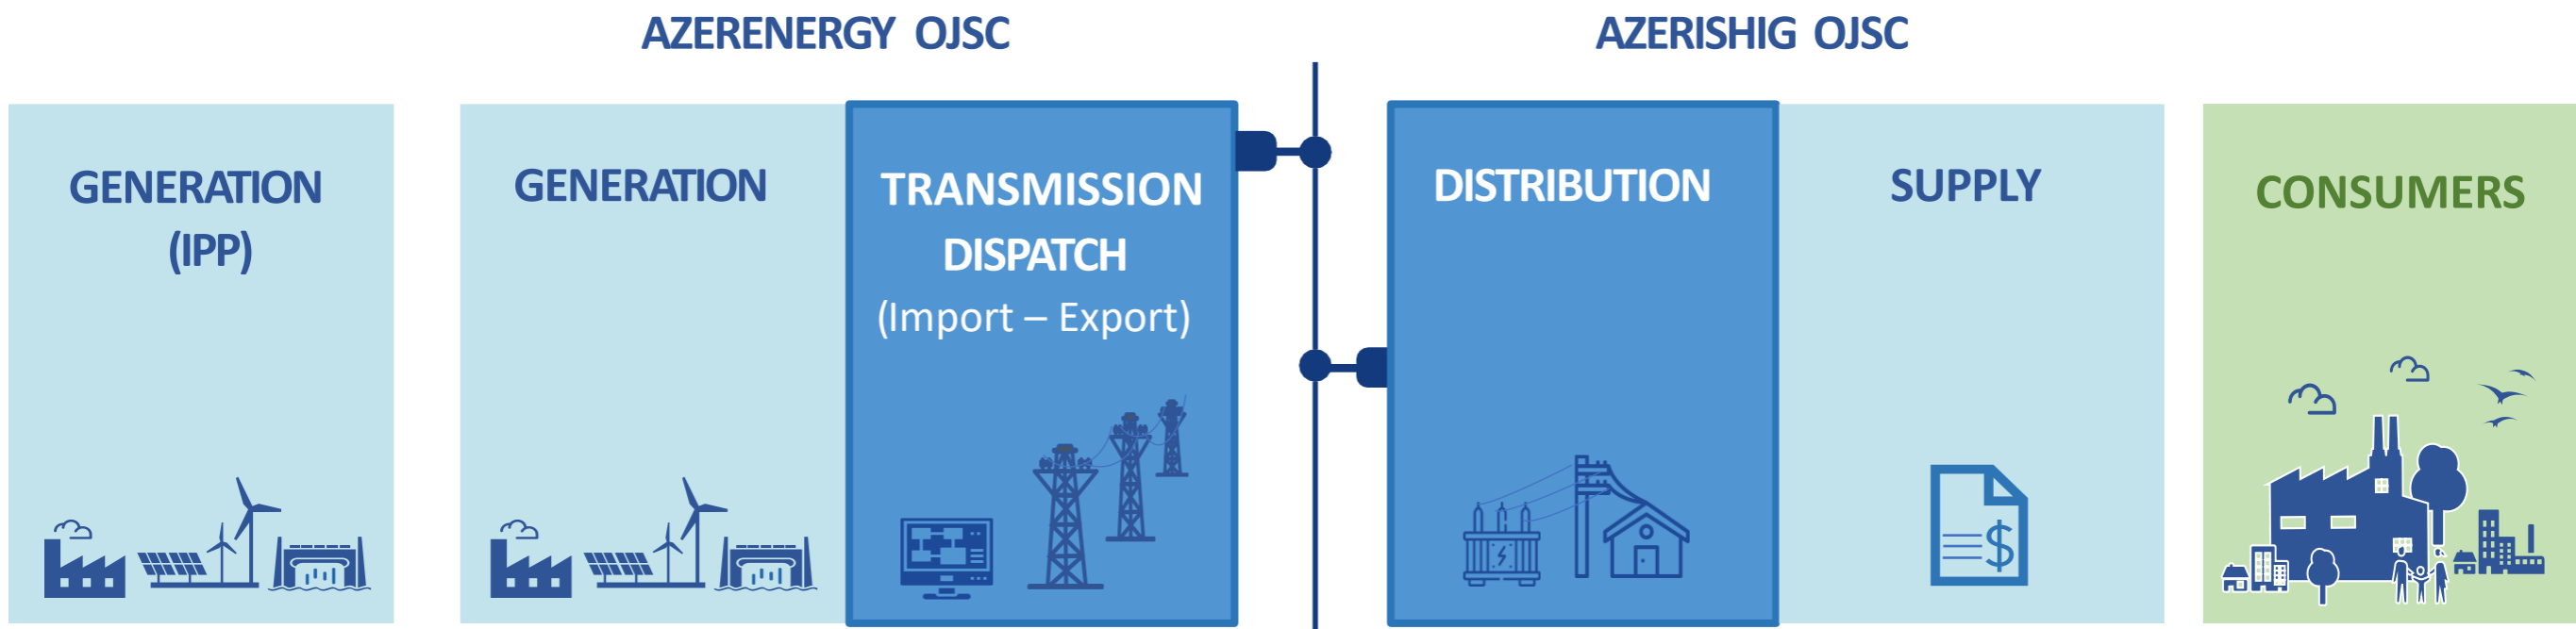 AZERENERGY OJSC
AZERISHIG OJSC
GENERATION
(IPP)
GENERATION
TRANSMISSION
DISPATCH
(Import – Export)
DISTRIBUTION
SUPPLY
$
CONSUMERS